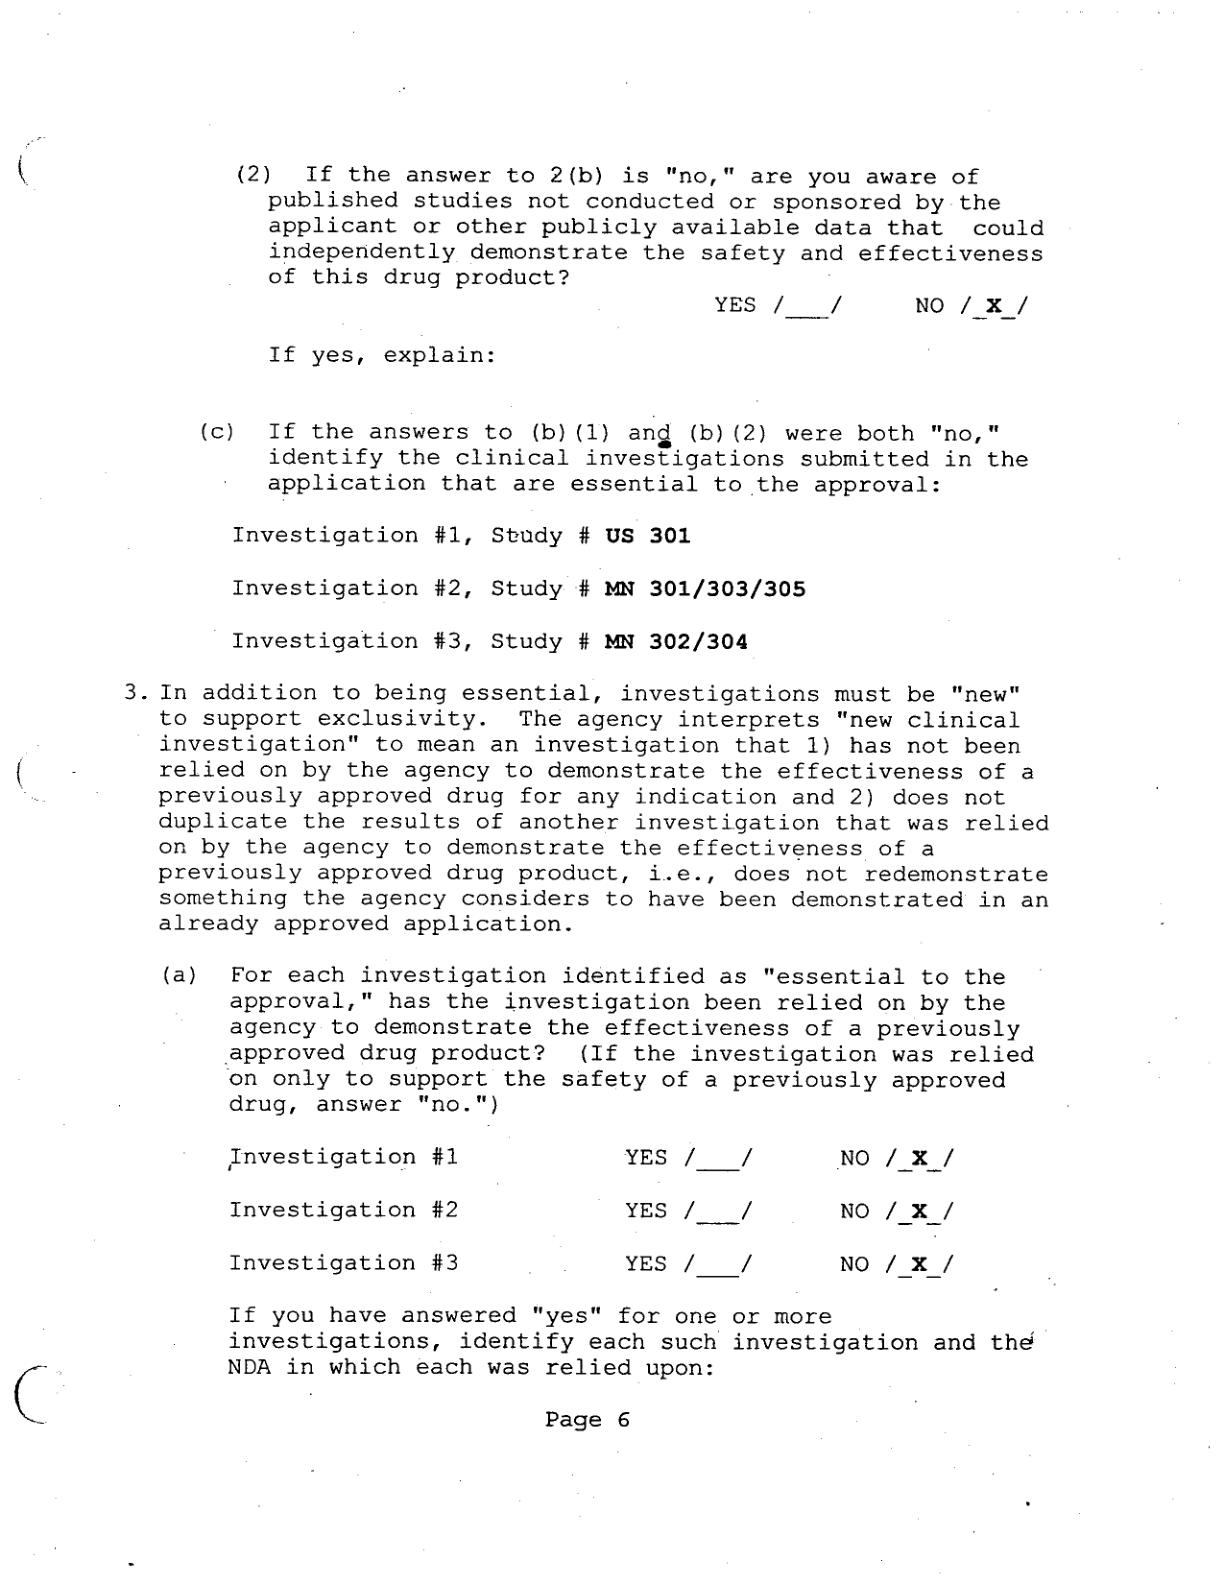 (2) If the answer to 2(b) is "no," are you aware of
published studies not conducted or sponsored by the
applicant or other publicly available data that could
independently demonstrate the safety and effectiveness
of this drug product?
YES /___/ NO /_X_/
If yes, explain:
(c) If the answers to (b)(1) and (b)(2) were both "no,"
identify the clinical investigations submitted in the
application that are essential to the approval:
Investigation #1, Study # US 301
Investigation #2, Study # MN 301/303/305
Investigation #3, Study # MN 302/304
3. In addition to being essential, investigations must be "new"
to support exclusivity. The agency interprets "new clinical
investigation" to mean an investigation that 1) has not been
relied on by the agency to demonstrate the effectiveness of a
previously approved drug for any indication and 2) does not
duplicate the results of another investigation that was relied
on by the agency to demonstrate the effectiveness of a
previously approved drug product, i.e., does not redemonstrate
something the agency considers to have been demonstrated in an
already approved application.
(a) For each investigation identified as "essential to the
approval," has the investigation been relied on by the
agency to demonstrate the effectiveness of a previously
approved drug product? (If the investigation was relied
on only to support the safety of a previously approved
drug, answer "no.")
Investigation #1 YES /___/ NO /_X_/
Investigation #2 YES /___/ NO /_X_/
Investigation #3 YES /___/ NO /_X_/
If you have answered "yes" for one or more
investigations, identify each such investigation and the
NDA in which each was relied upon:
Page 6